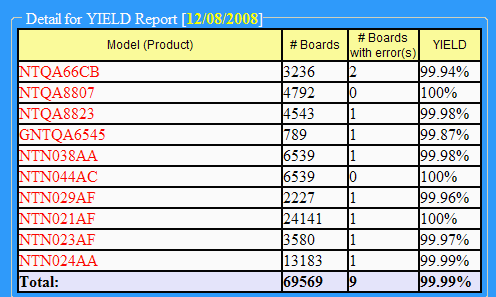 Detail for YIELD Report [12/08/2008]
Model (Product) # Boards # Boards with error(s) YIELD
NTQA66CB 3236 2 99.94%
NTQA8807 4792 0 100%
NTQA8823 4543 1 99.98%
GNTQA6545 789 1 99.87%
NTN038AA 6539 1 99.98%
NTN044AC 6539 0 100%
NTN029AF 2227 1 99.96%
NTN021AF 24141 1 100%
NTN023AF 3580 1 99.97%
NTN024AA 13183 1 99.99%
Total: 69569 9 99.99%